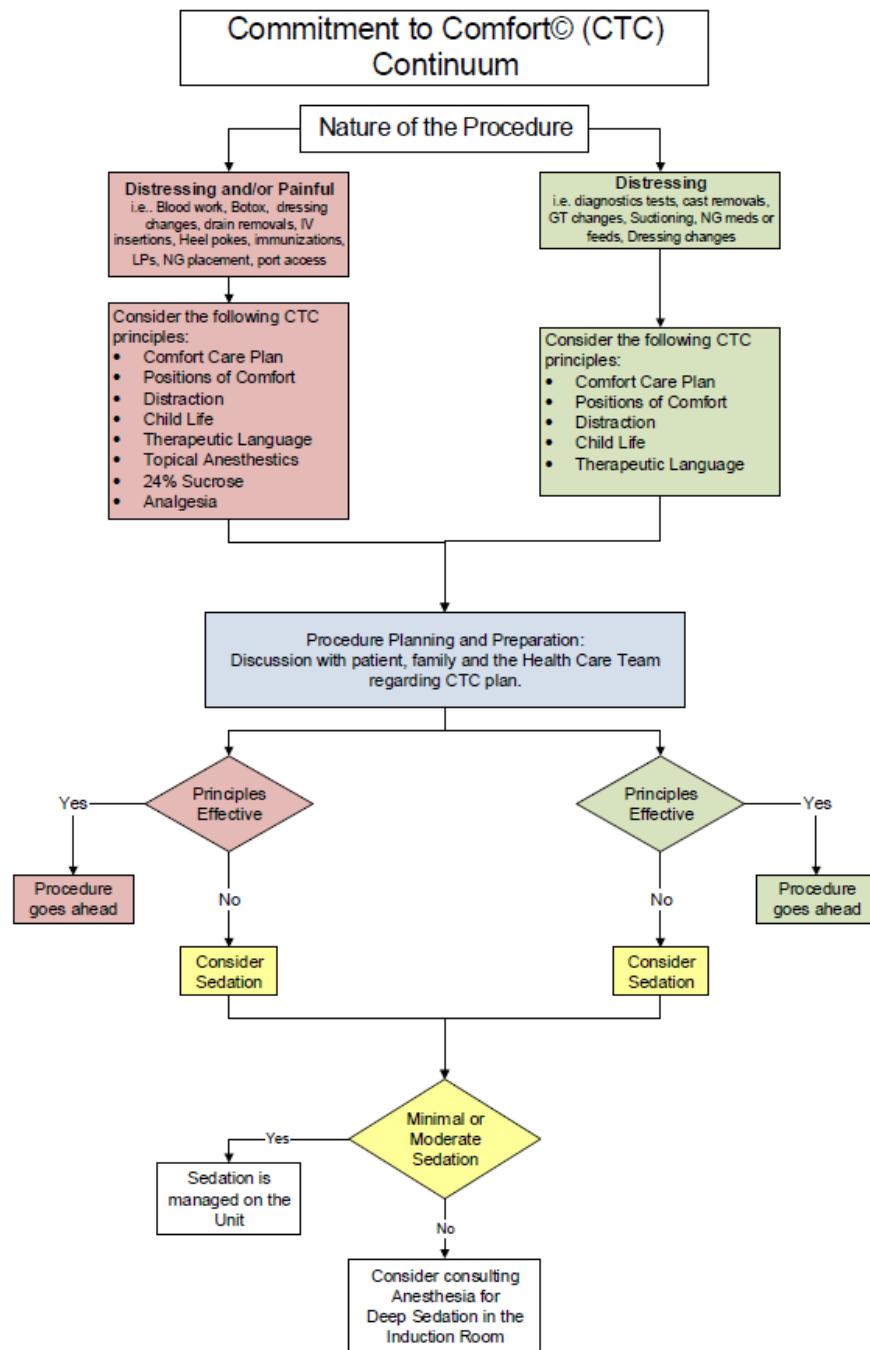 Commitment to Comfort© (CTC)
Continuum
Nature of the Procedure
Distressing and/or Painful
i.e.. Blood work, Botox, dressing
changes, drain removals, IV
insertions, Heel pokes, immunizations,
LPs, NG placement, port access
Distressing
i.e. diagnostics tests, cast removals,
GT changes, Suctioning, NG meds or
feeds, Dressing changes
Consider the following CTC
principles:
• Comfort Care Plan
• Positions of Comfort
• Distraction
• Child Life
• Therapeutic Language
• Topical Anesthestics
• 24% Sucrose
• Analgesia
Consider the following CTC
principles:
• Comfort Care Plan
• Positions of Comfort
• Distraction
• Child Life
• Therapeutic Language
Procedure Planning and Preparation:
Discussion with patient, family and the Health Care Team
regarding CTC plan.
Principles
Effective
Yes
No
Procedure
goes ahead
Consider
Sedation
Principles
Effective
Yes
No
Procedure
goes ahead
Consider
Sedation
Minimal or
Moderate
Sedation
Yes
Sedation is
managed on the
Unit
No
Consider consulting
Anesthesia for
Deep Sedation in the
Induction Room